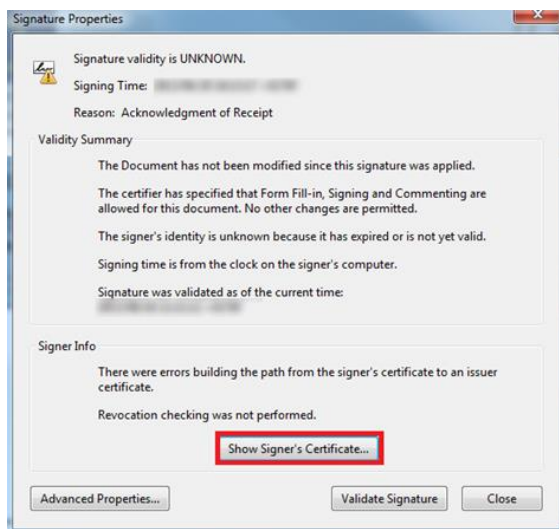 Signature Properties
Signature validity is UNKNOWN.
Signing Time:
Reason: Acknowledgment of Receipt
Validity Summary
The Document has not been modified since this signature was applied.
The certifier has specified that Form Fill-in, Signing and Commenting are
allowed for this document. No other changes are permitted.
The signer's identity is unknown because it has expired or is not yet valid.
Signing time is from the clock on the signer's computer.
Signature was validated as of the current time:
Signer Info
There were errors building the path from the signer's certificate to an issuer
certificate.
Revocation checking was not performed.
Show Signer's Certificate...
Advanced Properties...
Validate Signature
Close